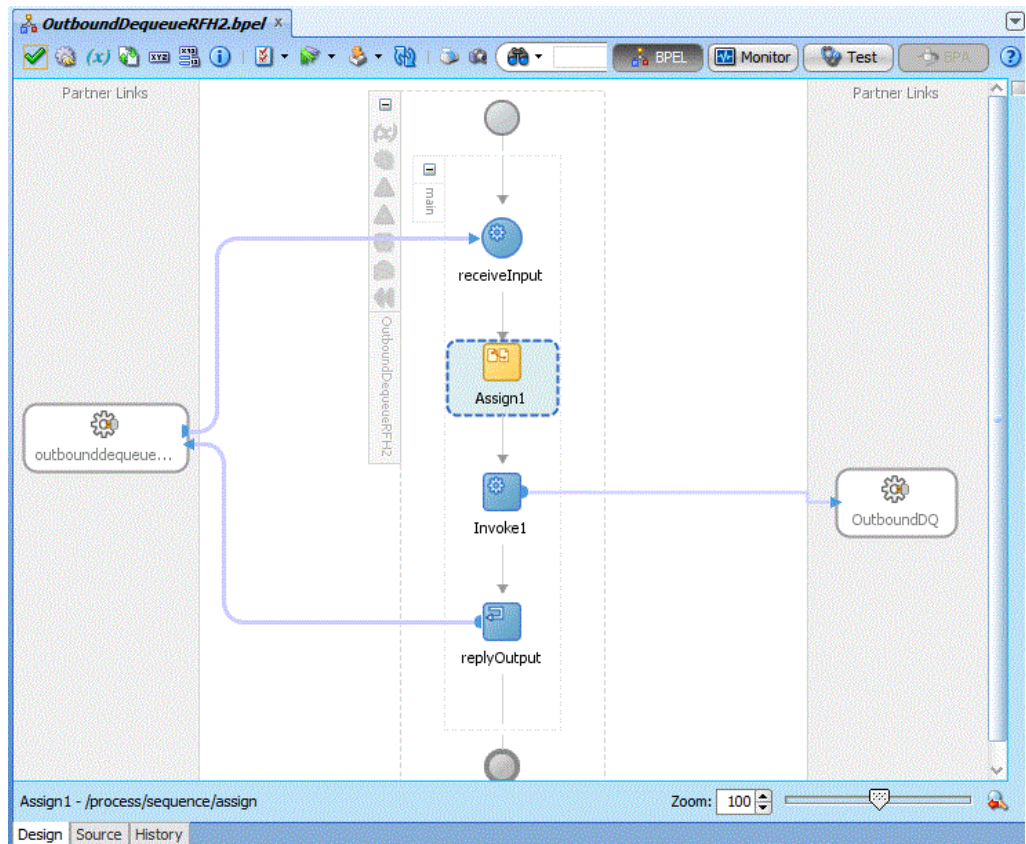 OutboundDequeueRFH2.bpel
(x)
BPEL
Monitor
Test
BPA
Partner Links
Partner Links
main
receiveInput
OutboundDequeueRFH2
Assign1
outbounddequeue...
Invoke1
OutboundDQ
replyOutput
Assign1 - /process/sequence/assign
Zoom: 100
Design Source History